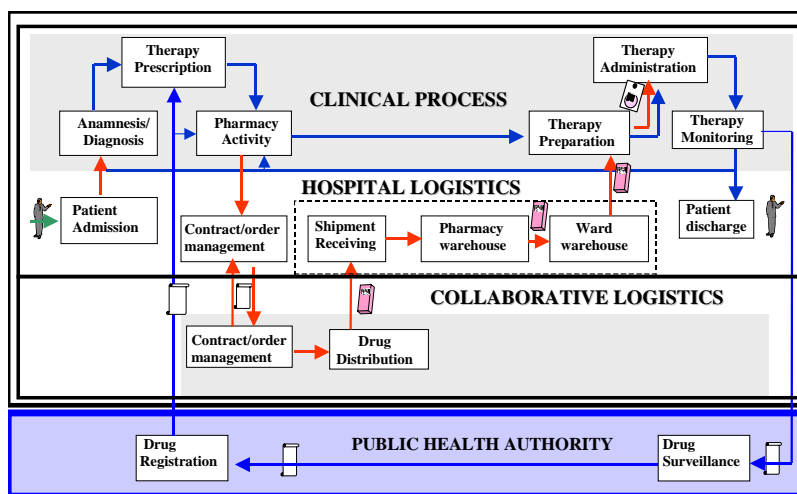 Therapy
Prescription
Therapy
Administration
CLINICAL PROCESS
Anamnesis/
Diagnosis
Pharmacy
Activity
Therapy
Preparation
Therapy
Monitoring
HOSPITAL LOGISTICS
Patient
Admission
Contract/order
management
Shipment
Receiving
Pharmacy
warehouse
Ward
warehouse
Patient
discharge
COLLABORATIVE LOGISTICS
Contract/order
management
Drug
Distribution
Drug
Registration
PUBLIC HEALTH AUTHORITY
Drug
Surveillance